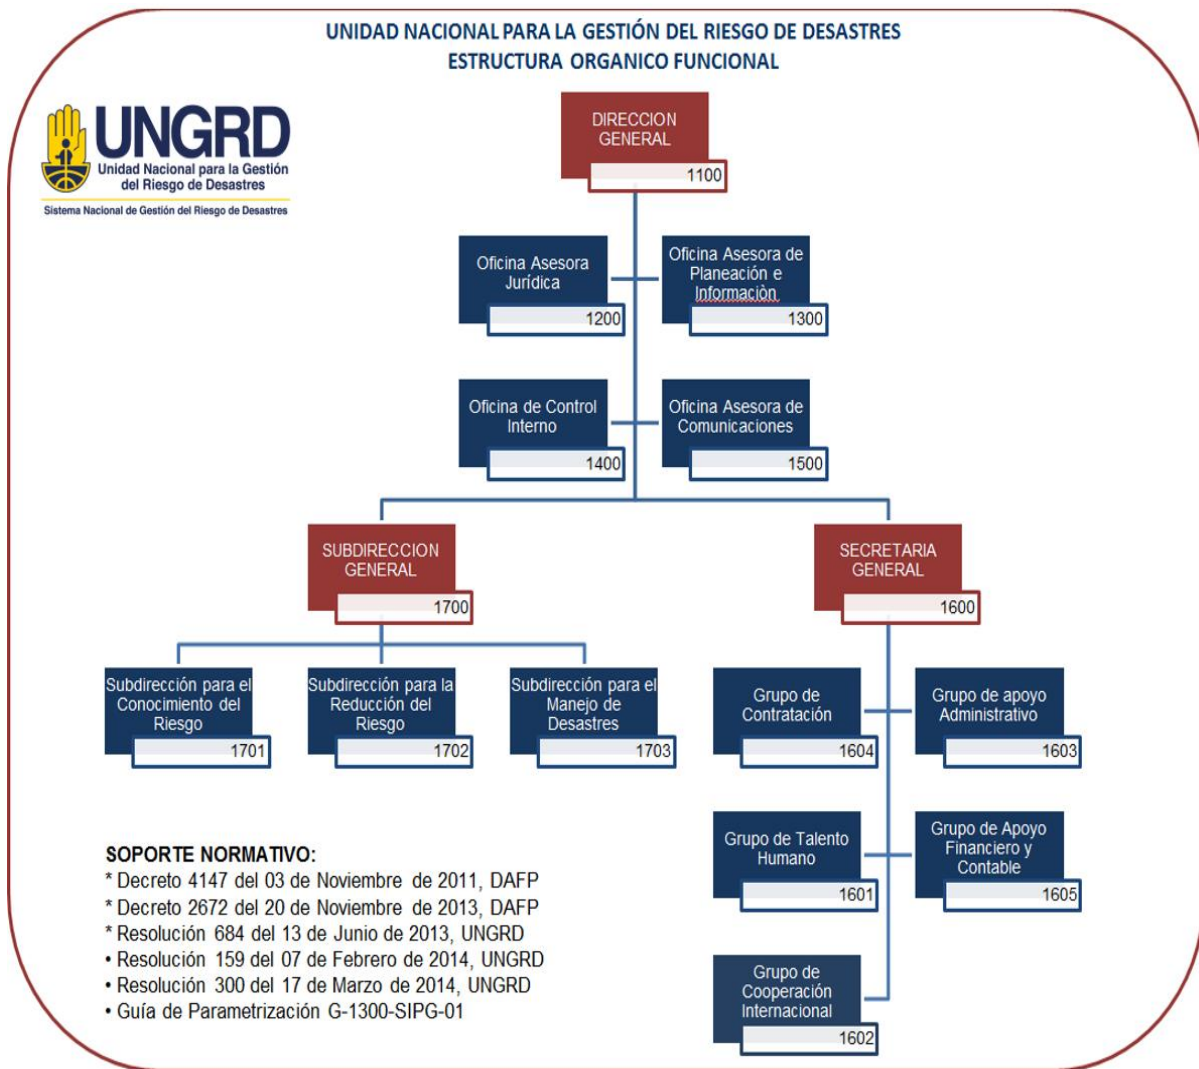 UNIDAD NACIONAL PARA LA GESTIÓN DEL RIESGO DE DESASTRES
ESTRUCTURA ORGANICO FUNCIONAL
UNGRD
Unidad Nacional para la Gestión
del Riesgo de Desastres
Sistema Nacional de Gestión del Riesgo de Desastres
DIRECCION
GENERAL
1100
Oficina Asesora
Jurídica
1200
Oficina Asesora de
Planeación e
Informaciòn
1300
Oficina de Control
Interno
1400
Oficina Asesora de
Comunicaciones
1500
SUBDIRECCION
GENERAL
1700
SECRETARIA
GENERAL
1600
Subdirección para el
Conocimiento del
Riesgo
1701
Subdirección para la
Reducción del
Riesgo
1702
Subdirección para el
Manejo de
Desastres
1703
Grupo de
Contratación
1604
Grupo de apoyo
Administrativo
1603
Grupo de Talento
Humano
1601
Grupo de Apoyo
Financiero y
Contable
1605
Grupo de
Cooperación
Internacional
1602
SOPORTE NORMATIVO:
* Decreto 4147 del 03 de Noviembre de 2011, DAFP
* Decreto 2672 del 20 de Noviembre de 2013, DAFP
* Resolución 684 del 13 de Junio de 2013, UNGRD
• Resolución 159 del 07 de Febrero de 2014, UNGRD
• Resolución 300 del 17 de Marzo de 2014, UNGRD
• Guía de Parametrización G-1300-SIPG-01